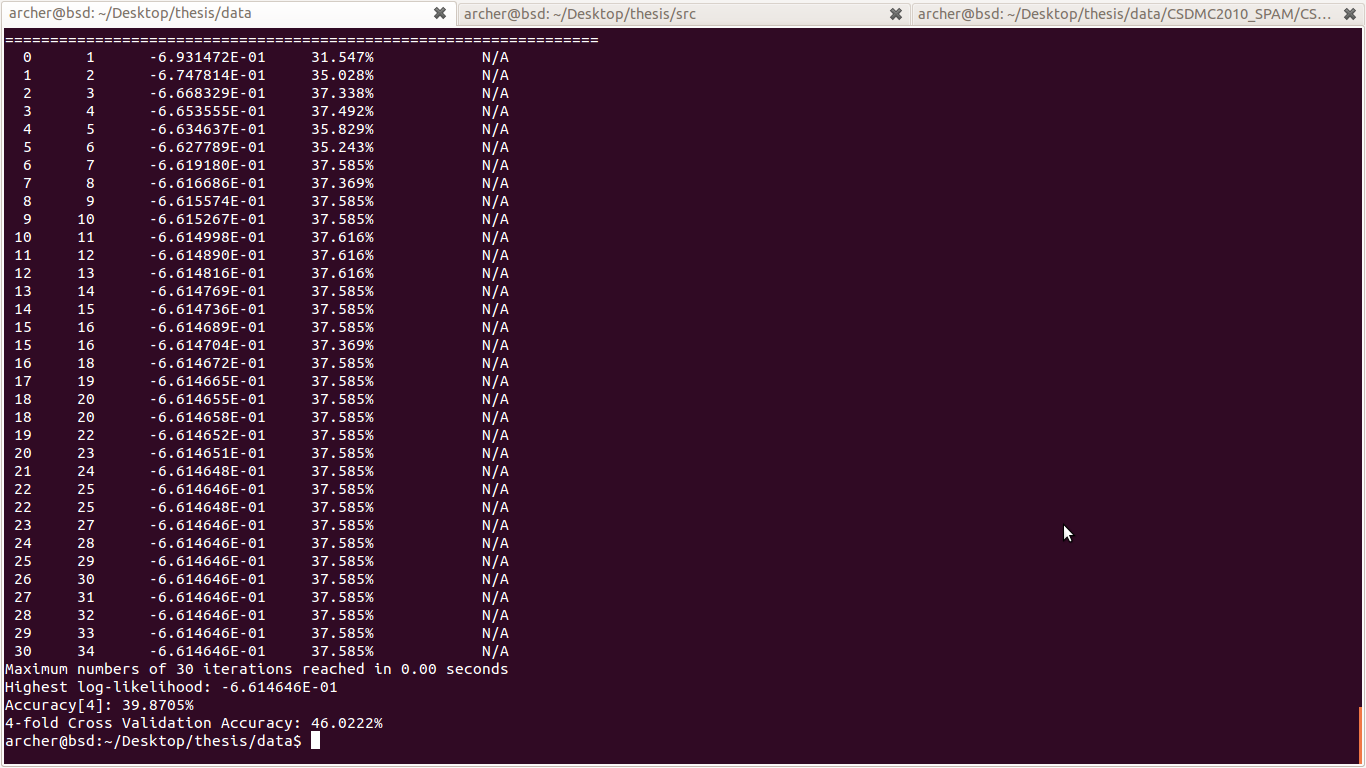 archer@bsd: ~/Desktop/thesis/data
archer@bsd: ~/Desktop/thesis/src
archer@bsd: ~/Desktop/thesis/data/CSDMC2010_SPAM/CS...
==================================================================
0 1 -6.931472E-01 31.547% N/A
1 2 -6.747814E-01 35.028% N/A
2 3 -6.668329E-01 37.338% N/A
3 4 -6.653555E-01 37.492% N/A
4 5 -6.634637E-01 35.829% N/A
5 6 -6.627789E-01 35.243% N/A
6 7 -6.619180E-01 37.585% N/A
7 8 -6.616686E-01 37.369% N/A
8 9 -6.615574E-01 37.585% N/A
9 10 -6.615267E-01 37.585% N/A
10 11 -6.614998E-01 37.616% N/A
11 12 -6.614890E-01 37.616% N/A
12 13 -6.614816E-01 37.616% N/A
13 14 -6.614769E-01 37.585% N/A
14 15 -6.614736E-01 37.585% N/A
15 16 -6.614689E-01 37.585% N/A
15 16 -6.614704E-01 37.369% N/A
16 18 -6.614672E-01 37.585% N/A
17 19 -6.614665E-01 37.585% N/A
18 20 -6.614655E-01 37.585% N/A
18 20 -6.614658E-01 37.585% N/A
19 22 -6.614652E-01 37.585% N/A
20 23 -6.614651E-01 37.585% N/A
21 24 -6.614648E-01 37.585% N/A
22 25 -6.614646E-01 37.585% N/A
22 25 -6.614648E-01 37.585% N/A
23 27 -6.614646E-01 37.585% N/A
24 28 -6.614646E-01 37.585% N/A
25 29 -6.614646E-01 37.585% N/A
26 30 -6.614646E-01 37.585% N/A
27 31 -6.614646E-01 37.585% N/A
28 32 -6.614646E-01 37.585% N/A
29 33 -6.614646E-01 37.585% N/A
30 34 -6.614646E-01 37.585% N/A
Maximum numbers of 30 iterations reached in 0.00 seconds
Highest log-likelihood: -6.614646E-01
Accuracy[4]: 39.8705%
4-fold Cross Validation Accuracy: 46.0222%
archer@bsd:~/Desktop/thesis/data$